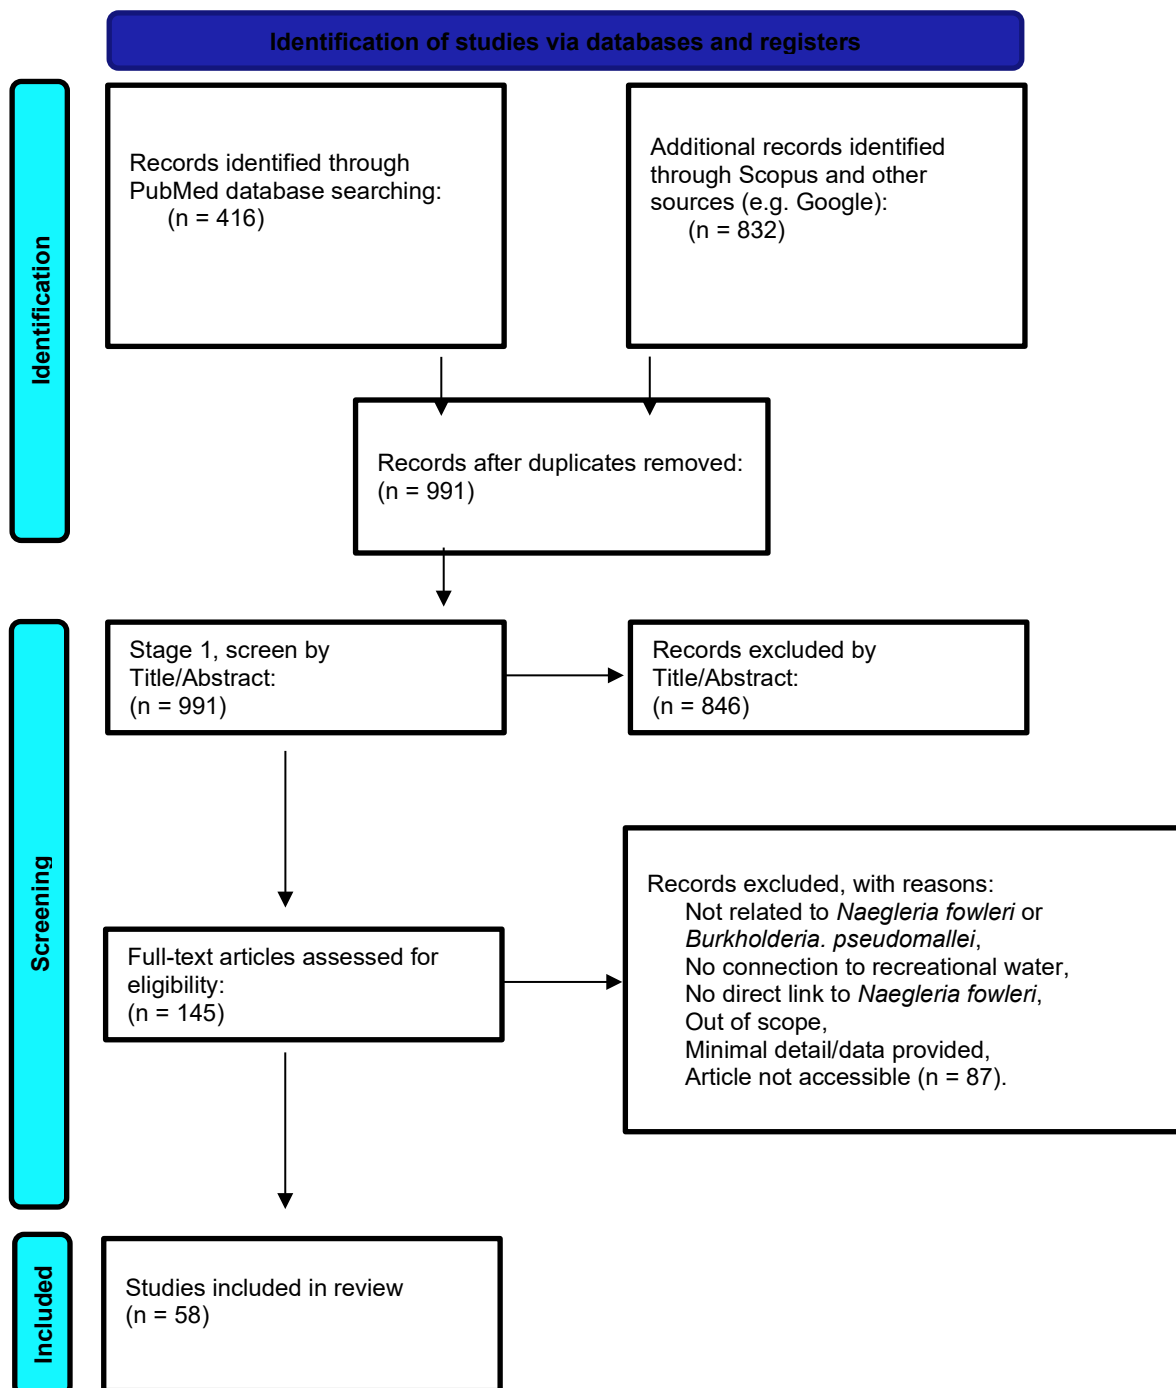 Identification of studies via databases and registers
Identification
Records identified through
PubMed database searching:
(n = 416)
Additional records identified
through Scopus and other
sources (e.g. Google):
(n = 832)
Records after duplicates removed:
(n = 991)
Screening
Stage 1, screen by
Title/Abstract:
(n = 991)
Records excluded by
Title/Abstract:
(n = 846)
Full-text articles assessed for
eligibility:
(n = 145)
Records excluded, with reasons:
Not related to Naegleria fowleri or
Burkholderia. pseudomallei,
No connection to recreational water,
No direct link to Naegleria fowleri,
Out of scope,
Minimal detail/data provided,
Article not accessible (n = 87).
Included
Studies included in review
(n = 58)